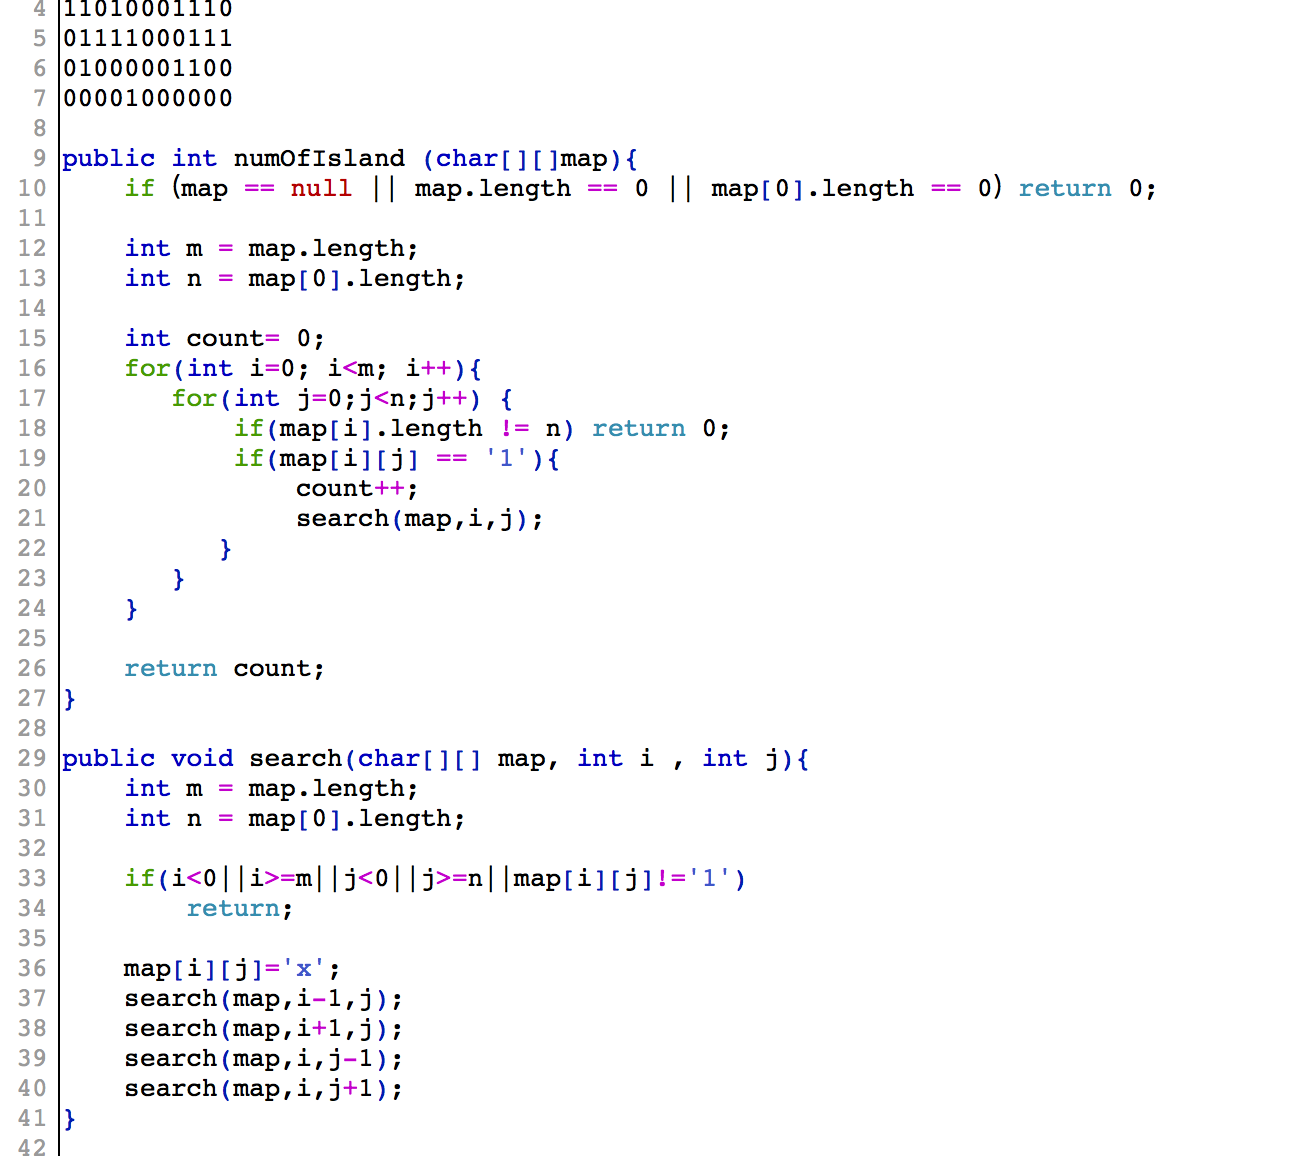 4 11010001110
5 01111000111
6 01000001100
7 00001000000
8
9 public int numOfIsland (char[][]map){
10     if (map == null || map.length == 0 || map[0].length == 0) return 0;
11
12     int m = map.length;
13     int n = map[0].length;
14
15     int count= 0;
16     for(int i=0; i<m; i++){
17        for(int j=0;j<n;j++) {
18            if(map[i].length != n) return 0;
19            if(map[i][j] == '1'){
20                count++;
21                search(map,i,j);
22           }
23        }
24     }
25
26     return count;
27 }
28
29 public void search(char[][] map, int i , int j){
30     int m = map.length;
31     int n = map[0].length;
32
33     if(i<0||i>=m||j<0||j>=n||map[i][j]!='1')
34         return;
35
36     map[i][j]='x';
37     search(map,i-1,j);
38     search(map,i+1,j);
39     search(map,i,j-1);
40     search(map,i,j+1);
41 }
42